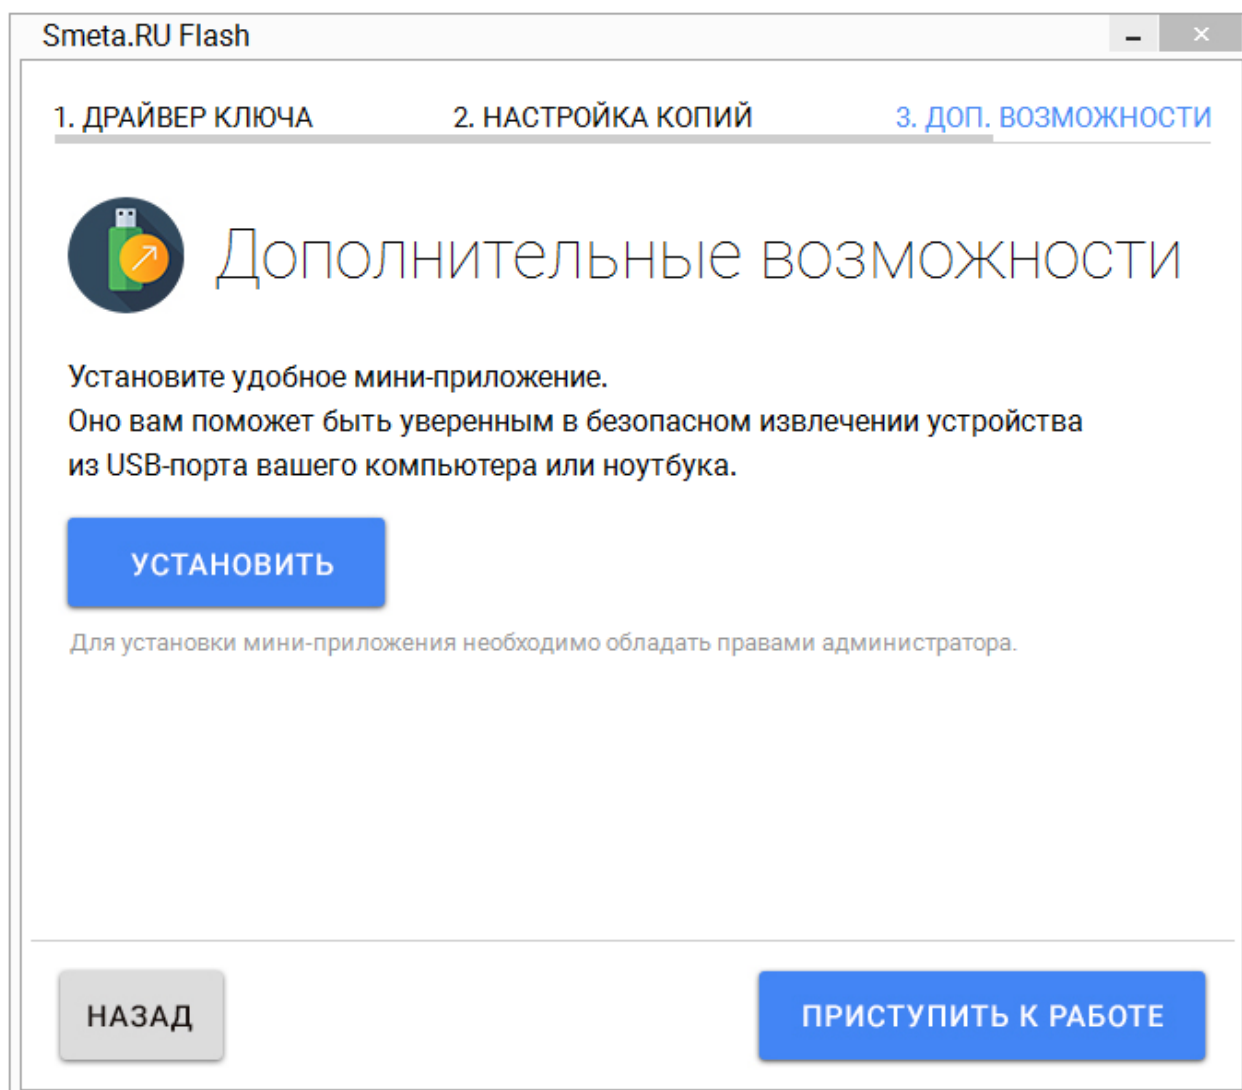 Smeta.RU Flash
1. ДРАЙВЕР КЛЮЧА
2. НАСТРОЙКА КОПИЙ
3. ДОП. ВОЗМОЖНОСТИ
Дополнительные возможности
Установите удобное мини-приложение.
Оно вам поможет быть уверенным в безопасном извлечении устройства
из USB-порта вашего компьютера или ноутбука.
УСТАНОВИТЬ
Для установки мини-приложения необходимо обладать правами администратора.
НАЗАД
ПРИСТУПИТЬ К РАБОТЕ